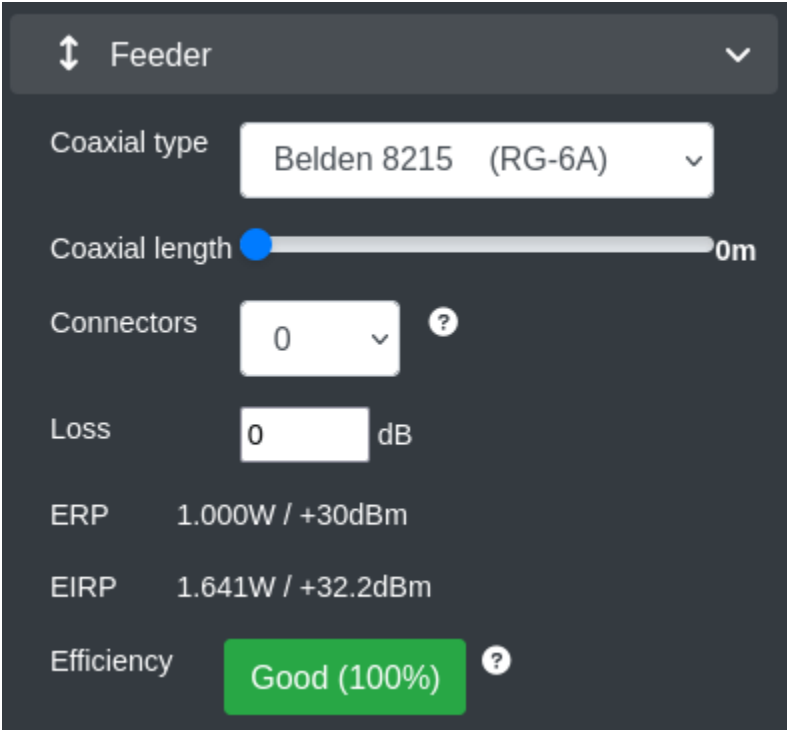 Feeder
Coaxial type Belden 8215 (RG-6A)
Coaxial length 0m
Connectors 0 ?
Loss 0 dB
ERP 1.000W / +30dBm
EIRP 1.641W / +32.2dBm
Efficiency Good (100%) ?